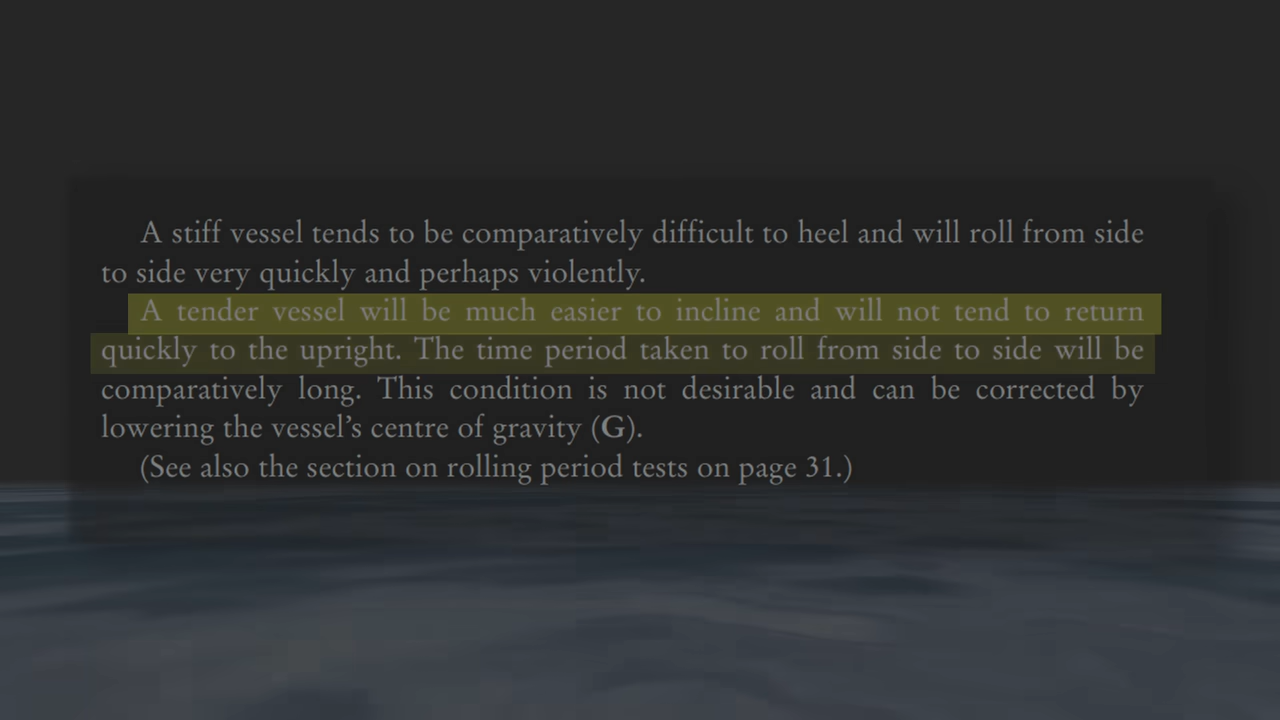 A stiff vessel tends to be comparatively difficult to heel and will roll from side
to side very quickly and perhaps violently.
A tender vessel will be much easier to incline and will not tend to return
quickly to the upright. The time period taken to roll from side to side will be
comparatively long. This condition is not desirable and can be corrected by
lowering the vessel’s centre of gravity (G).
(See also the section on rolling period tests on page 31.)